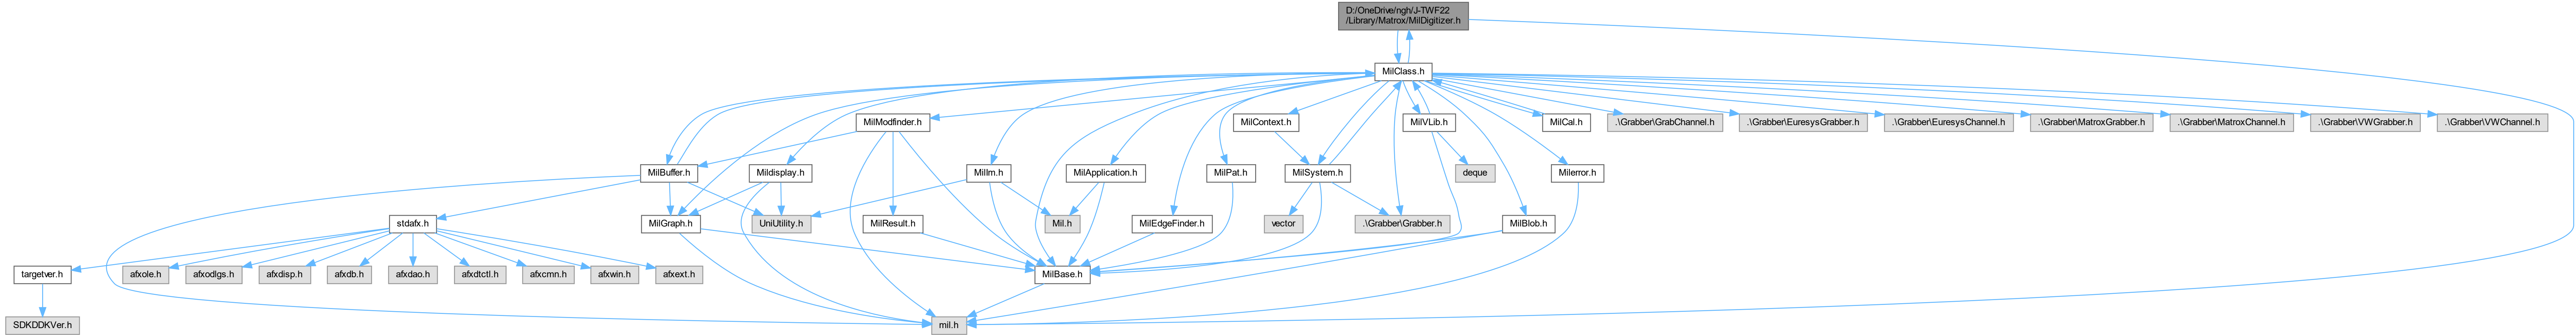 D:/OneDrive/ngh/J-TWF22
/Library/Matrox/MilDigitizer.h
MilClass.h
MilModfinder.h
MilContext.h
MilVLib.h
MilCal.h
.\Grabber\GrabChannel.h
.\Grabber\EuresysGrabber.h
.\Grabber\EuresysChannel.h
.\Grabber\MatroxGrabber.h
.\Grabber\MatroxChannel.h
.\Grabber\VWGrabber.h
.\Grabber\VWChannel.h
MilBuffer.h
Mildisplay.h
MilIm.h
MilApplication.h
MilPat.h
MilSystem.h
deque
Milerror.h
stdafx.h
MilGraph.h
UniUtility.h
MilResult.h
Mil.h
MilEdgeFinder.h
vector
.\Grabber\Grabber.h
MilBlob.h
targetver.h
afxole.h
afxodlgs.h
afxdisp.h
afxdb.h
afxdao.h
afxdtctl.h
afxcmn.h
afxwin.h
afxext.h
MilBase.h
SDKDDKVer.h
mil.h